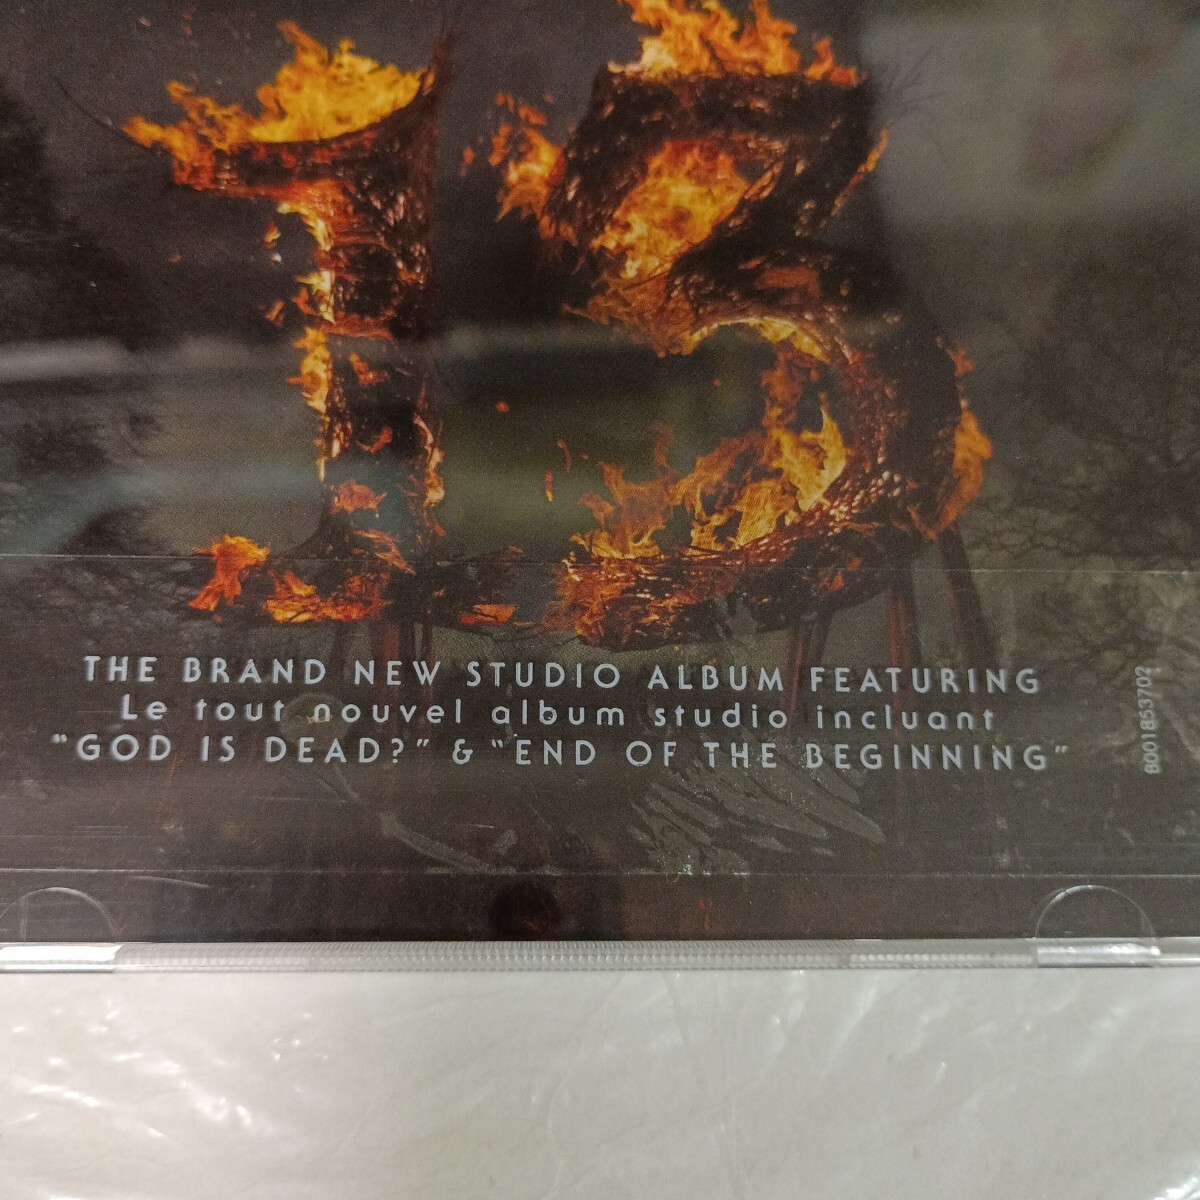 13
THE BRAND NEW STUDIO ALBUM FEATURING
Le tout nouvel album studio incluant
"GOD IS DEAD?" & "END OF THE BEGINNING"
B001853702